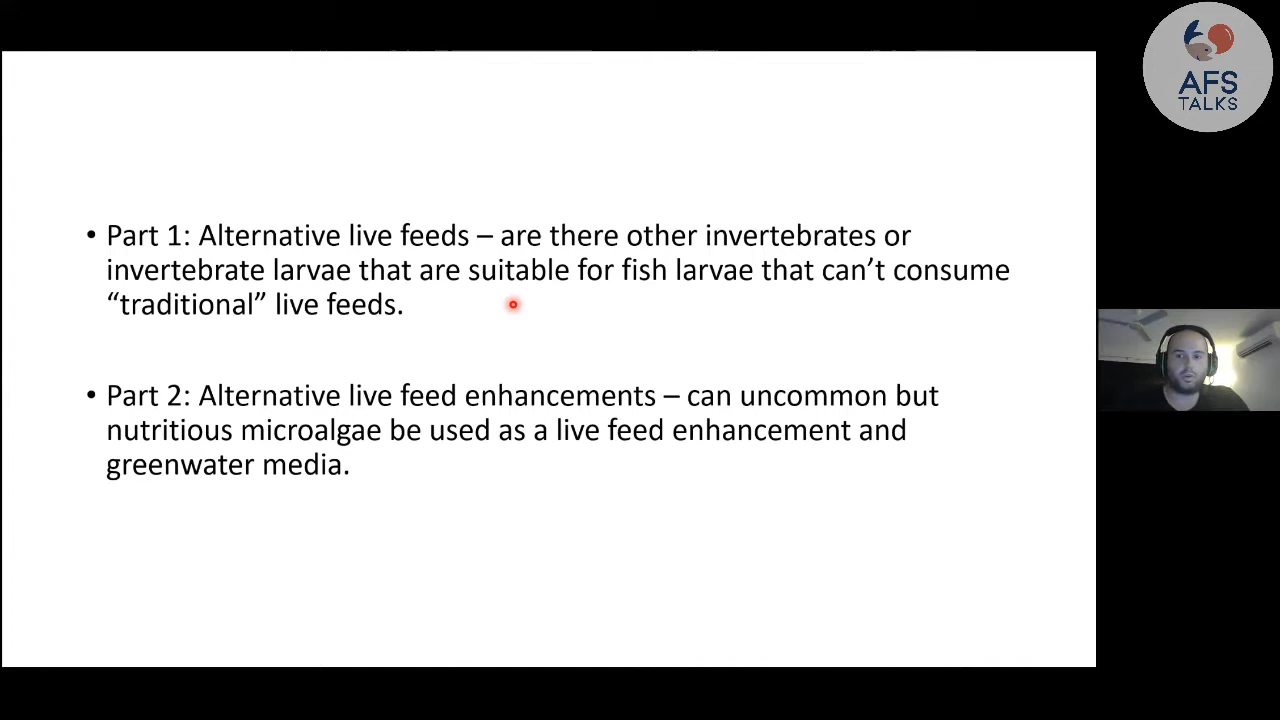 AFS
TALKS
• Part 1: Alternative live feeds – are there other invertebrates or
invertebrate larvae that are suitable for fish larvae that can’t consume
“traditional” live feeds.
• Part 2: Alternative live feed enhancements – can uncommon but
nutritious microalgae be used as a live feed enhancement and
greenwater media.